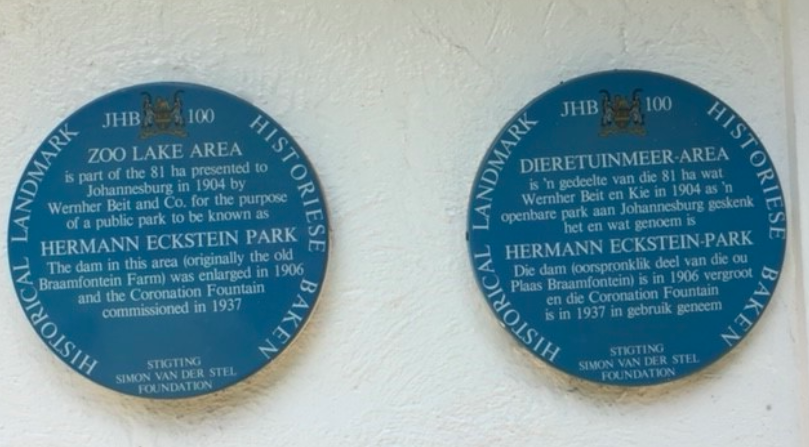 JHB 100
HISTORICAL LANDMARK
HISTORIESE BAKEN
ZOO LAKE AREA
is part of the 81 ha presented to
Johannesburg in 1904 by
Wernher Beit and Co. for the purpose
of a public park to be known as
HERMANN ECKSTEIN PARK
The dam in this area (originally the old
Braamfontein Farm) was enlarged in 1906
and the Coronation Fountain
commissioned in 1937
STIGTING
SIMON VAN DER STEL
FOUNDATION
JHB 100
HISTORICAL LANDMARK
HISTORIESE BAKEN
DIERETUINMEER-AREA
is 'n gedeelte van die 81 ha wat
Wernher Beit en Kie in 1904 as 'n
openbare park aan Johannesburg geskenk
het en wat genoem is
HERMANN ECKSTEIN-PARK
Die dam (oorspronklik deel van die ou
Plaas Braamfontein) is in 1906 vergroot
en die Coronation Fountain
is in 1937 in gebruik geneem
STIGTING
SIMON VAN DER STEL
FOUNDATION